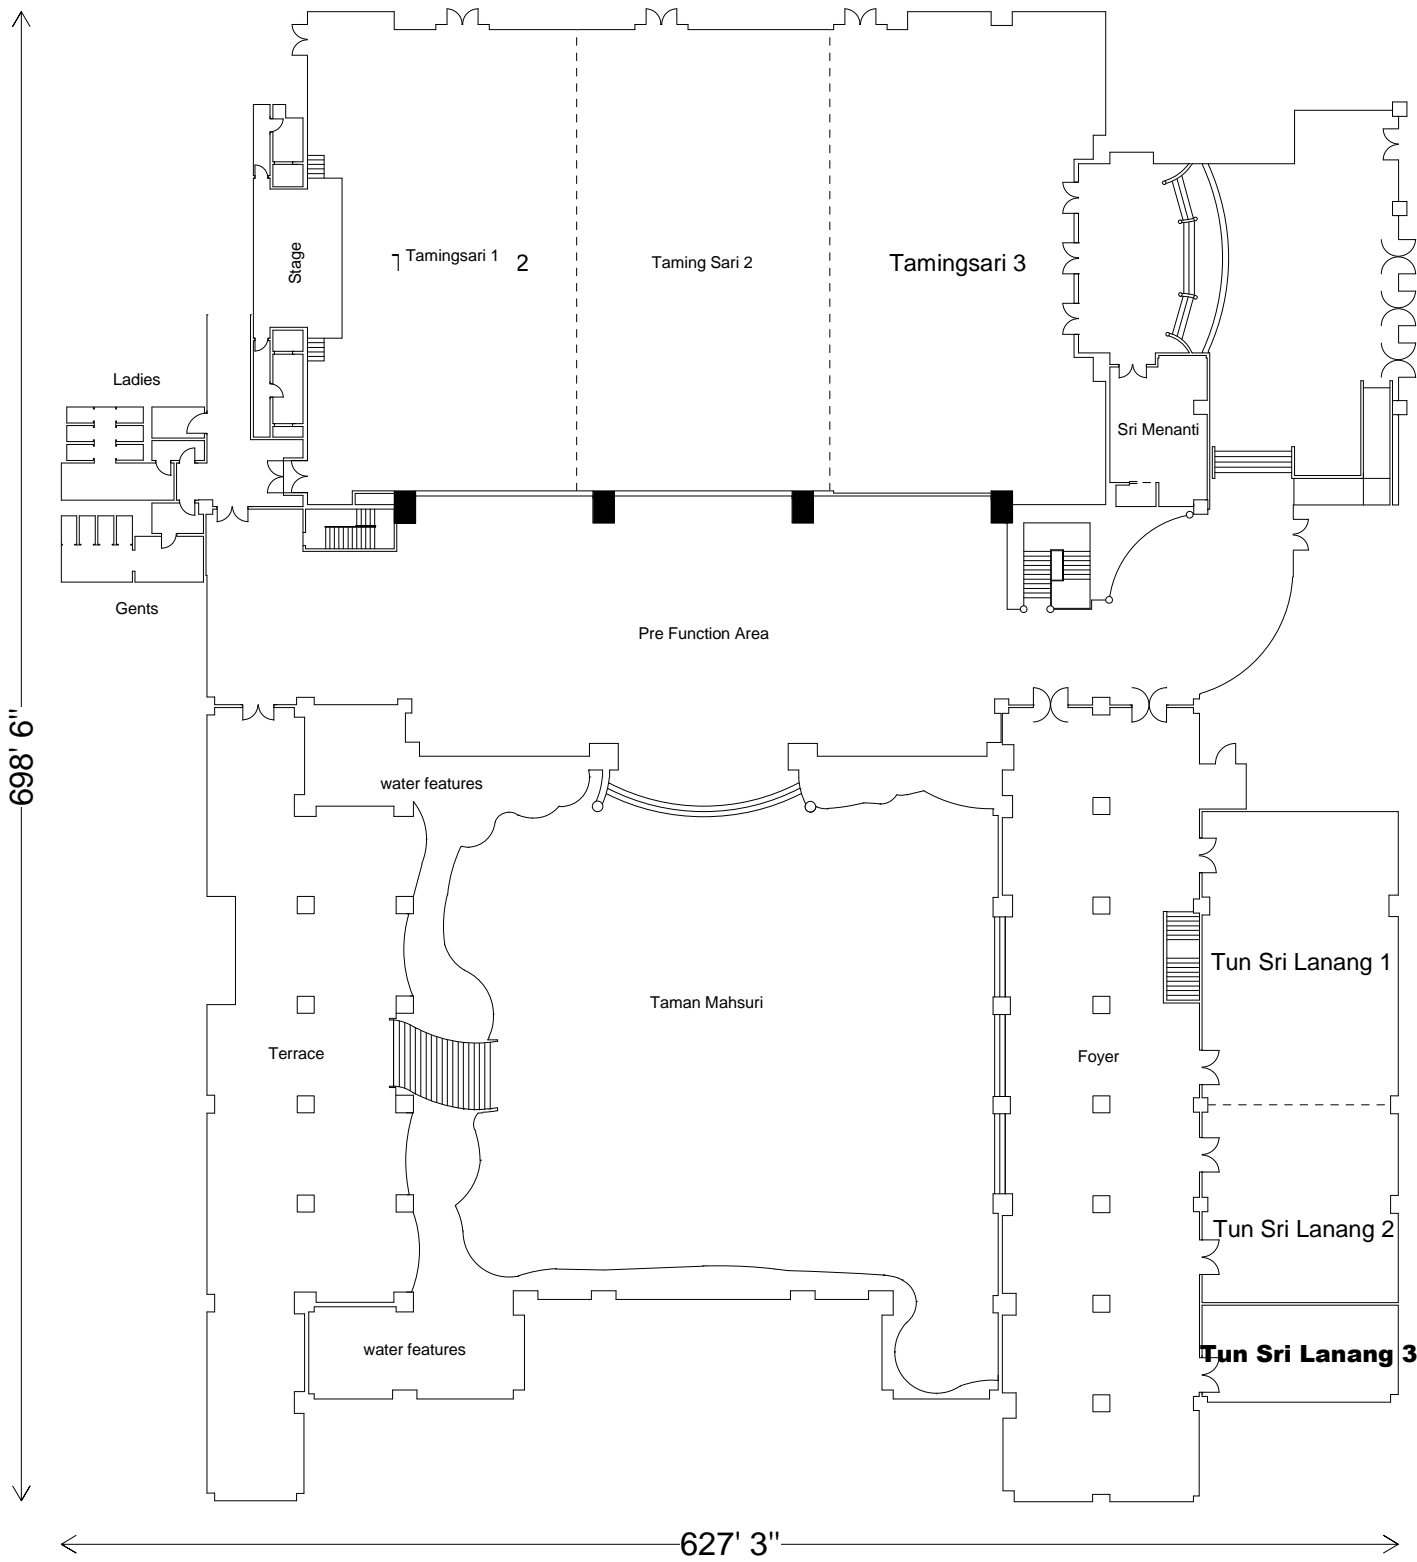 Stage
Tamingsari 1
2
Taming Sari 2
Tamingsari 3
Ladies
Sri Menanti
Gents
Pre Function Area
698' 6"
water features
Tun Sri Lanang 1
Taman Mahsuri
Terrace
Foyer
Tun Sri Lanang 2
water features
Tun Sri Lanang 3
627' 3"